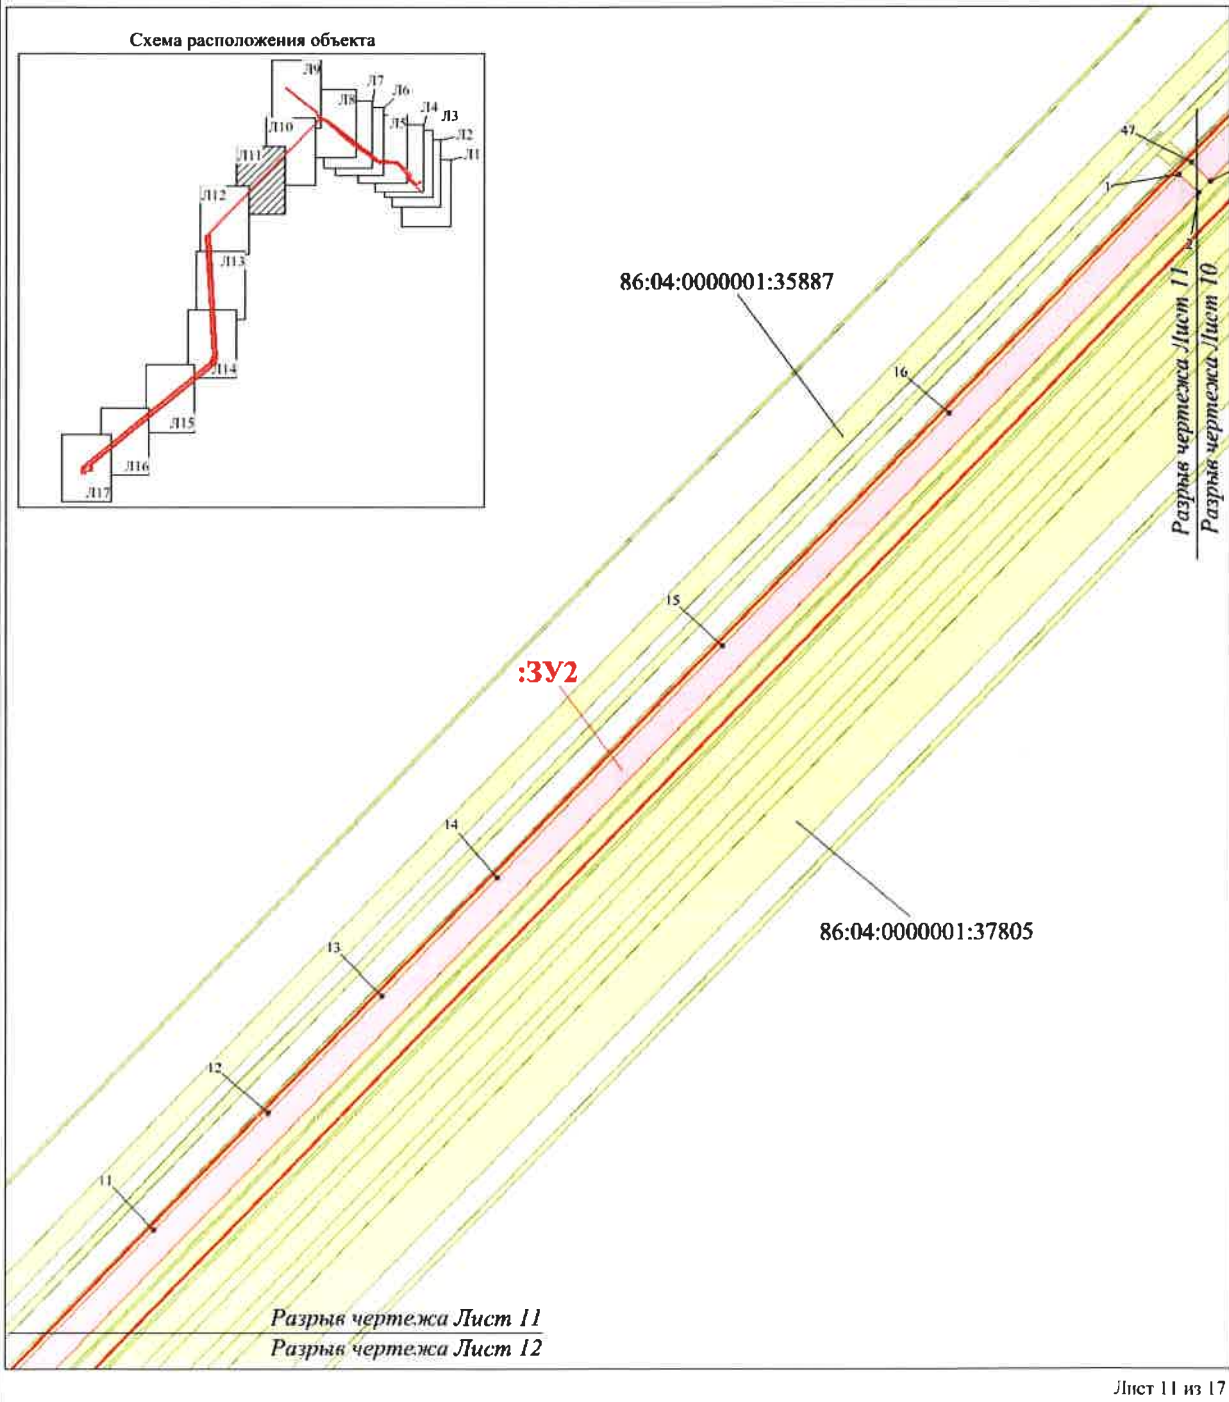 Схема расположения объекта
Л9
Л8
Л7
Л6
Л5
Л4
Л3
Л2
Л1
Л10
Л11
Л12
Л13
Л14
Л15
Л16
Л17
47
1
2
86:04:0000001:35887
16
Разрыв чертежа Лист 11
Разрыв чертежа Лист 10
15
:ЗУ2
14
86:04:0000001:37805
13
12
11
Разрыв чертежа Лист 11
Разрыв чертежа Лист 12
Лист 11 из 17